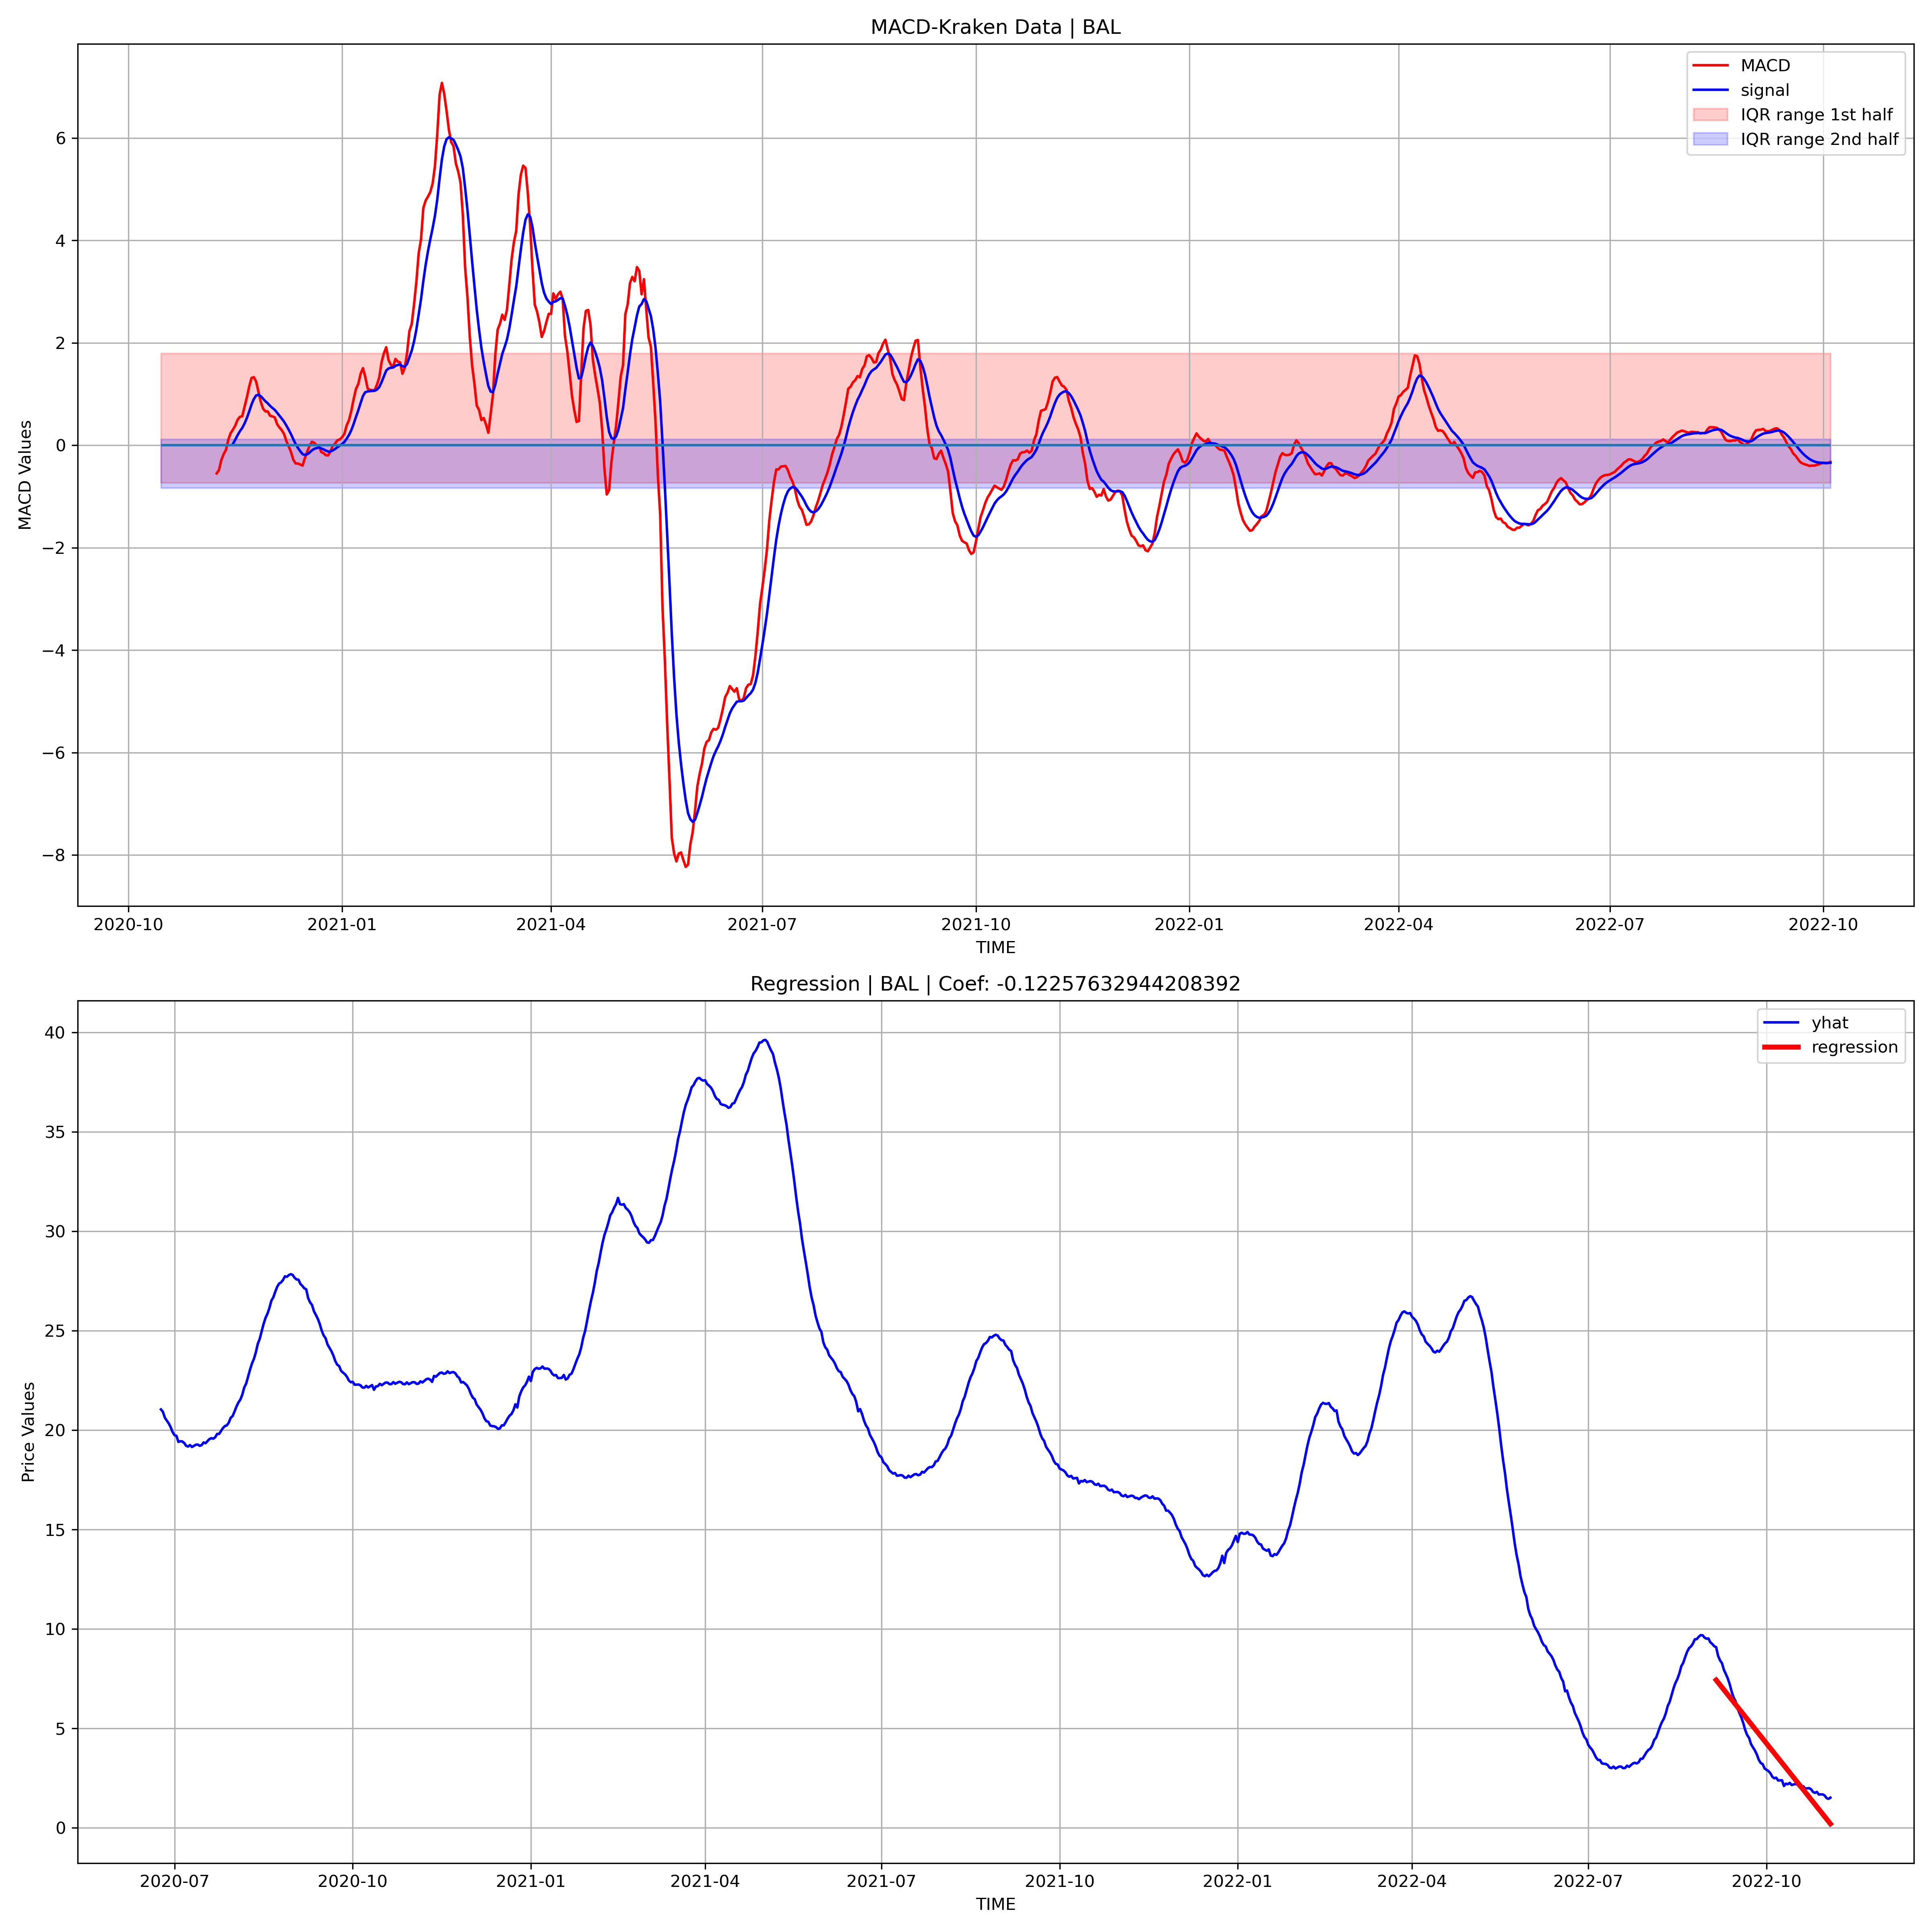 MACD-Kraken Data | BAL
MACD
signal
IQR range 1st half
IQR range 2nd half
6
4
2
0
−2
−4
−6
−8
MACD Values
2020-10 2021-01 2021-04 2021-07 2021-10 2022-01 2022-04 2022-07 2022-10
TIME
Regression | BAL | Coef: -0.12257632944208392
yhat
regression
40
35
30
25
20
15
10
5
0
Price Values
2020-07 2020-10 2021-01 2021-04 2021-07 2021-10 2022-01 2022-04 2022-07 2022-10
TIME